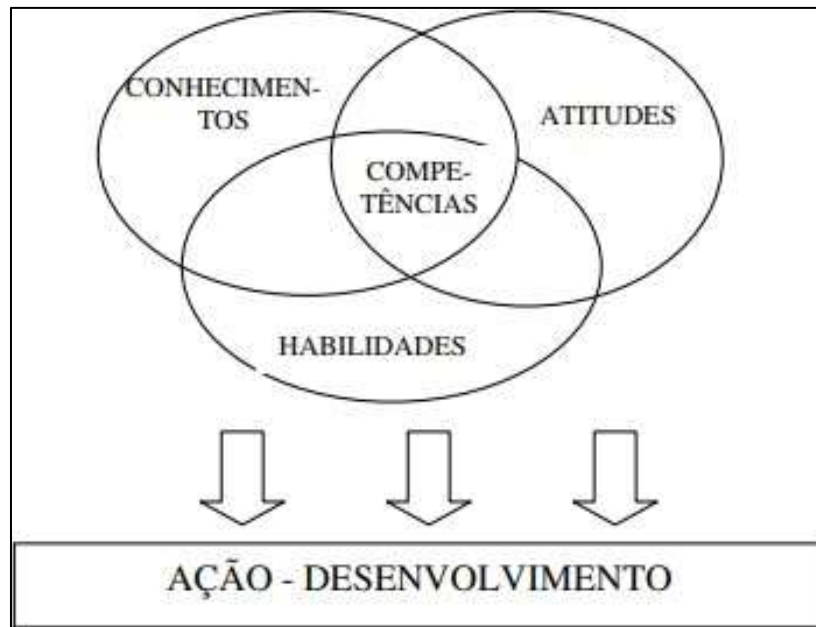 CONHECIMEN-
TOS
ATITUDES
COMPE-
TÊNCIAS
HABILIDADES
AÇÃO - DESENVOLVIMENTO